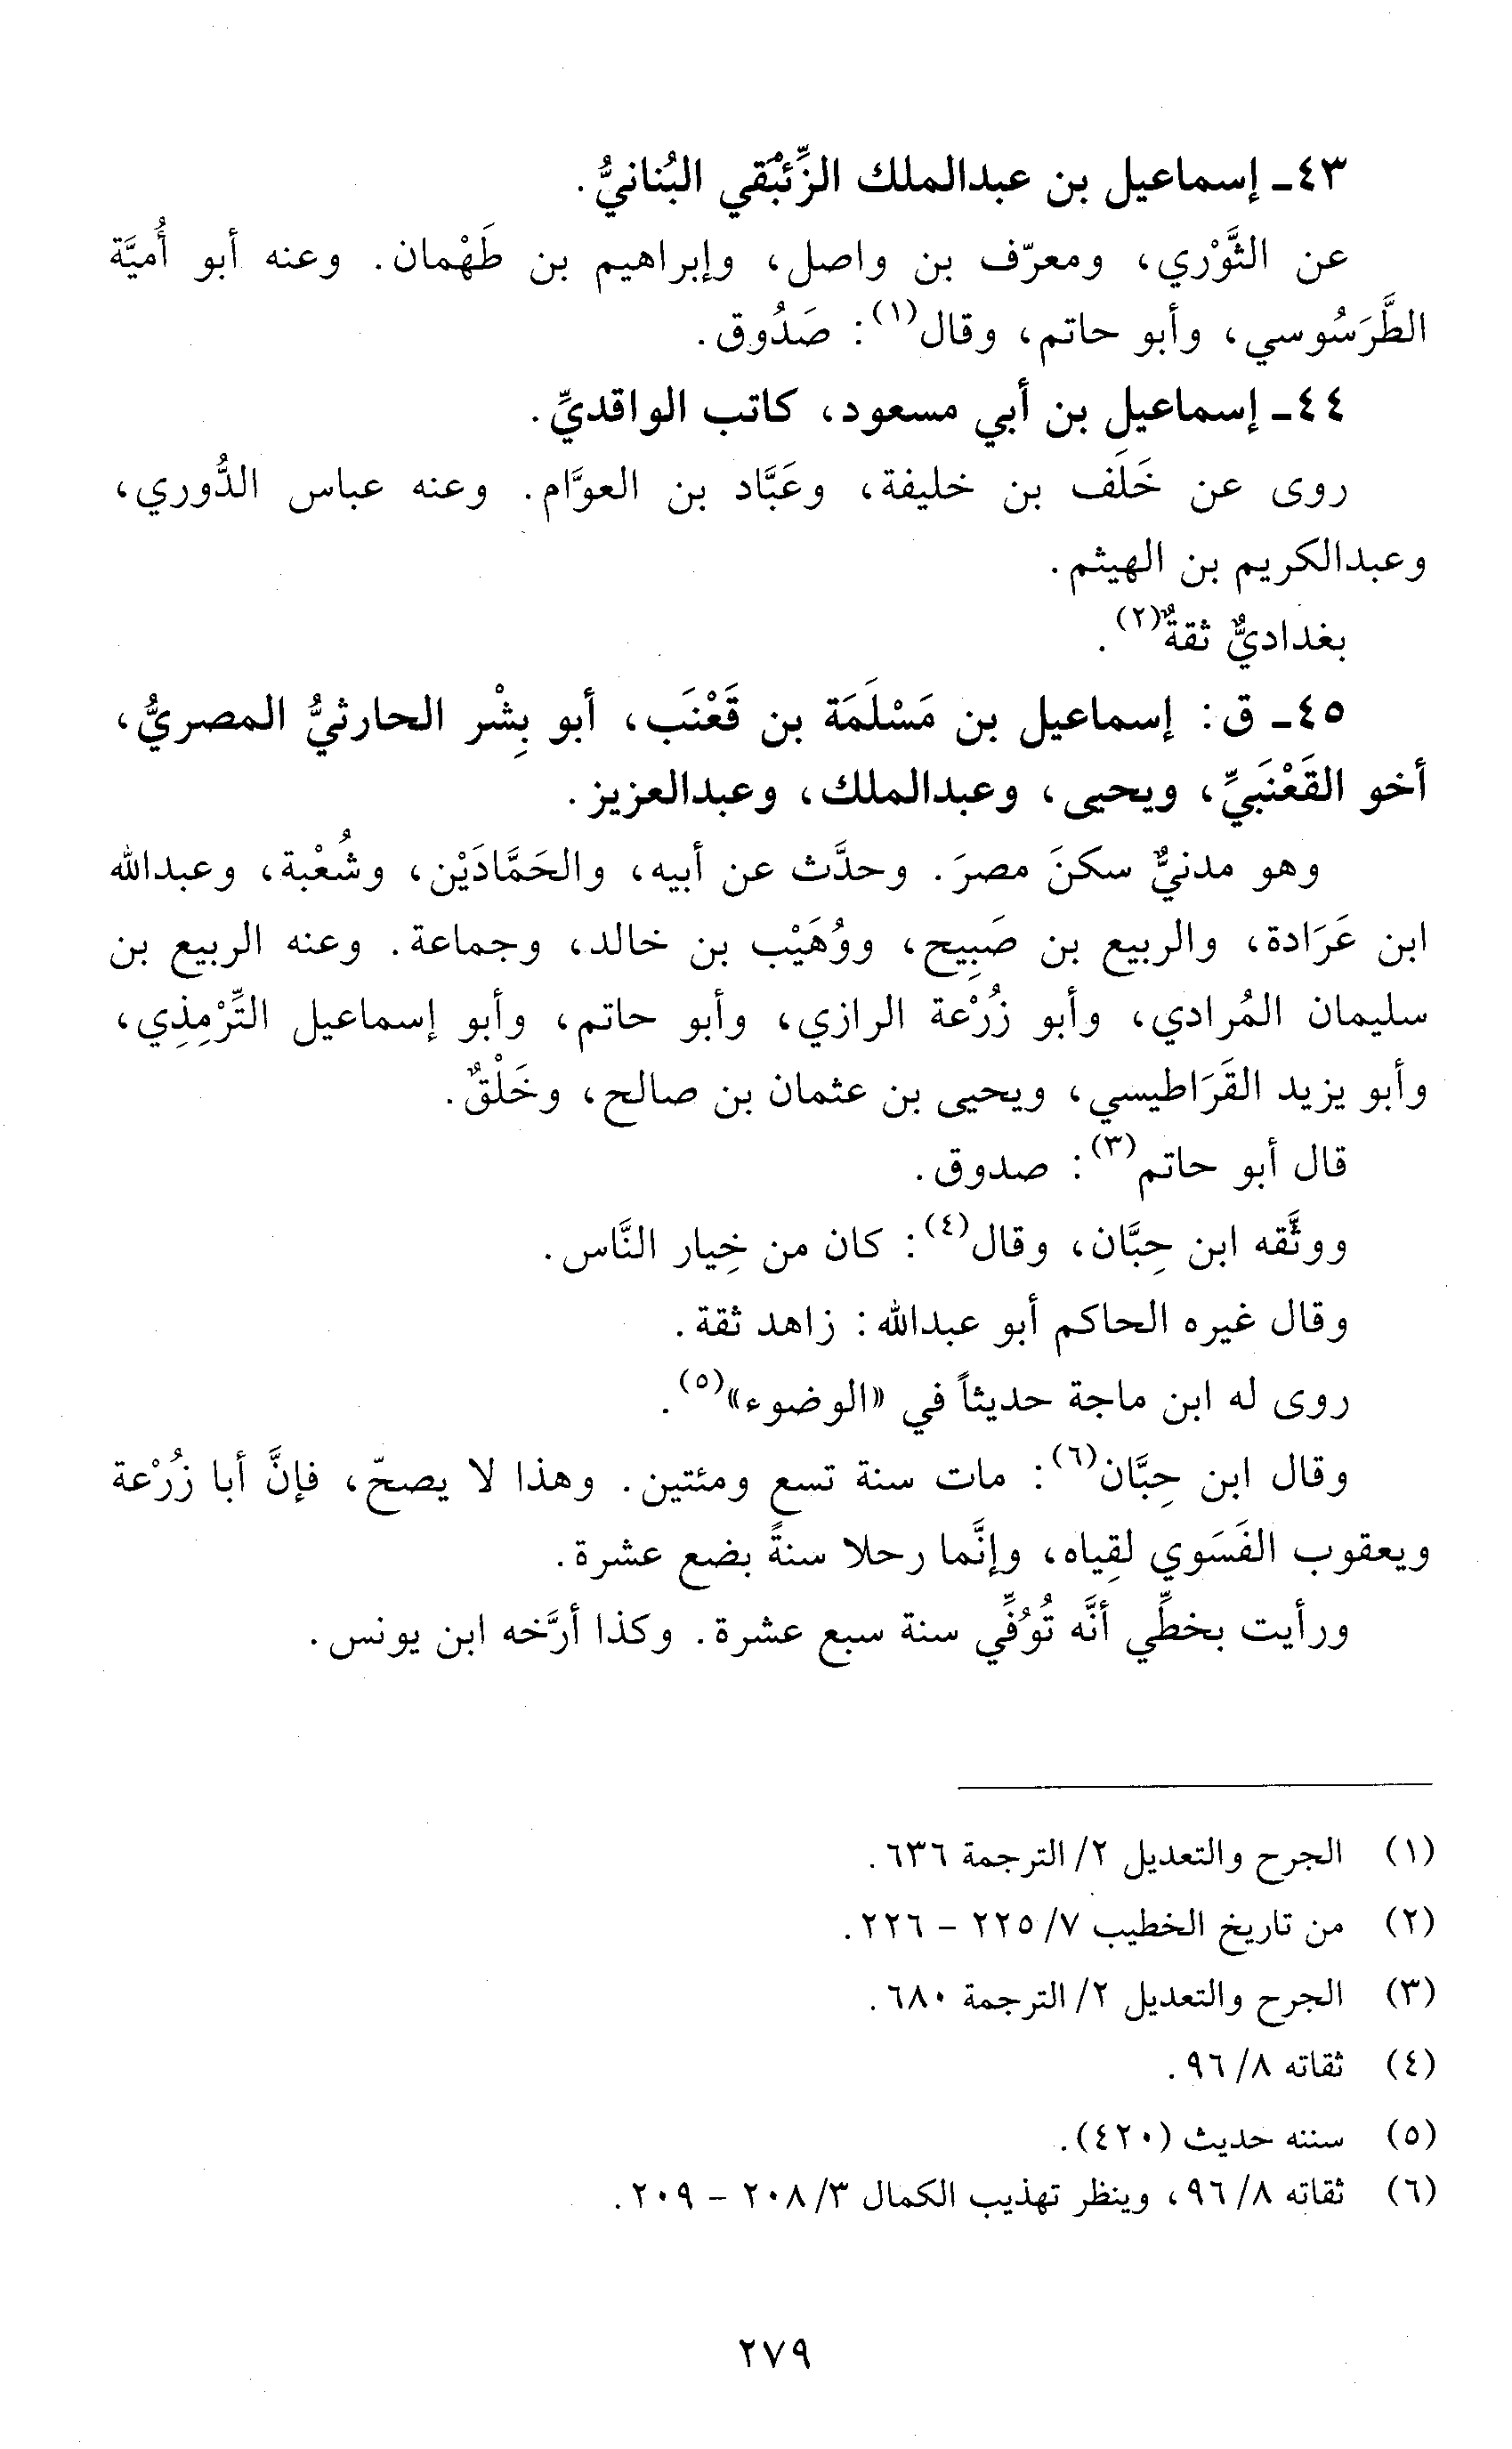 ٤٣ـ إسماعيل بن عبدالملك الزِّئْبَقي البُنانيُّ.
عن الثَّوْري، ومعرّف بن واصل، وإبراهيم بن طَهْمان. وعنه أبو أُميَّة
الطَّرَسُوسي، وأبو حاتم، وقال(١): صَدُوق.
٤٤ـ إسماعيل بن أبي مسعود، كاتب الواقديِّ.
روى عن خَلَف بن خليفة، وعَبَّاد بن العوَّام. وعنه عباس الدُّوري،
وعبدالكريم بن الهيثم.
بغداديٌّ ثقةٌ(٢).
٤٥ـ ق: إسماعيل بن مَسْلَمَة بن قَعْنَب، أبو بِشْر الحارثيُّ المصريُّ،
أخو القَعْنَبيِّ، ويحيى، وعبدالملك، وعبدالعزيز.
وهو مدنيٌّ سكنَ مصرَ. وحدَّث عن أبيه، والحَمَّادَيْن، وشُعْبة، وعبدالله
ابن عَرَادة، والربيع بن صَبِيح، ووُهَيْب بن خالد، وجماعة. وعنه الربيع بن
سليمان المُرادي، وأبو زُرْعة الرازي، وأبو حاتم، وأبو إسماعيل التِّرْمِذِي،
وأبو يزيد القَرَاطيسي، ويحيى بن عثمان بن صالح، وخَلْقٌ.
قال أبو حاتم(٣): صدوق.
ووثَّقه ابن حِبَّان، وقال(٤): كان من خِيار النَّاس.
وقال غيره الحاكم أبو عبدالله: زاهد ثقة.
روى له ابن ماجة حديثاً في «الوضوء»(٥).
وقال ابن حِبَّان(٦): مات سنة تسع ومئتين. وهذا لا يصحّ، فإنَّ أبا زُرْعة
ويعقوب الفَسَوي لقِياه، وإنَّما رحلا سنةً بضع عشرة.
ورأيت بخطِّي أنَّه تُوُفِّي سنة سبع عشرة. وكذا أرَّخه ابن يونس.
(١) الجرح والتعديل ٢/ الترجمة ٦٣٦.
(٢) من تاريخ الخطيب ٧/ ٢٢٥ - ٢٢٦.
(٣) الجرح والتعديل ٢/ الترجمة ٦٨٠.
(٤) ثقاته ٨/ ٩٦.
(٥) سننه حديث (٤٢٠).
(٦) ثقاته ٨/ ٩٦، وينظر تهذيب الكمال ٣/ ٢٠٨ - ٢٠٩.
٢٧٩